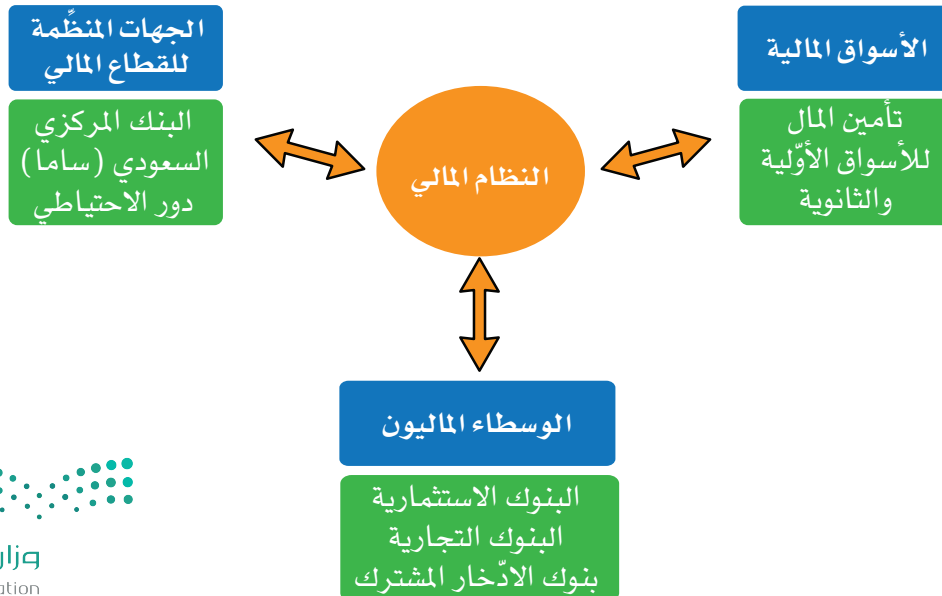 الأسواق المالية
تأمين المال
للأسواق الأوّلية
والثانوية
الجهات المنظِّمة
للقطاع المالي
البنك المركزي
السعودي (ساما)
دور الاحتياطي
النظام المالي
الوسطاء الماليون
البنوك الاستثمارية
البنوك التجارية
بنوك الادّخار المشترك